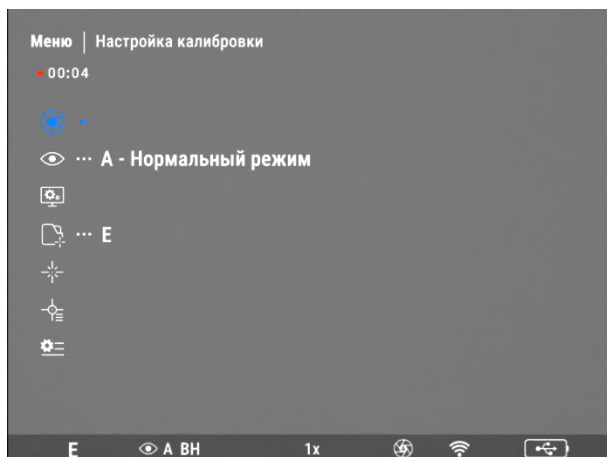 Меню | Настройка калибровки
00:04
··· A - Нормальный режим
··· E
E A BH 1x